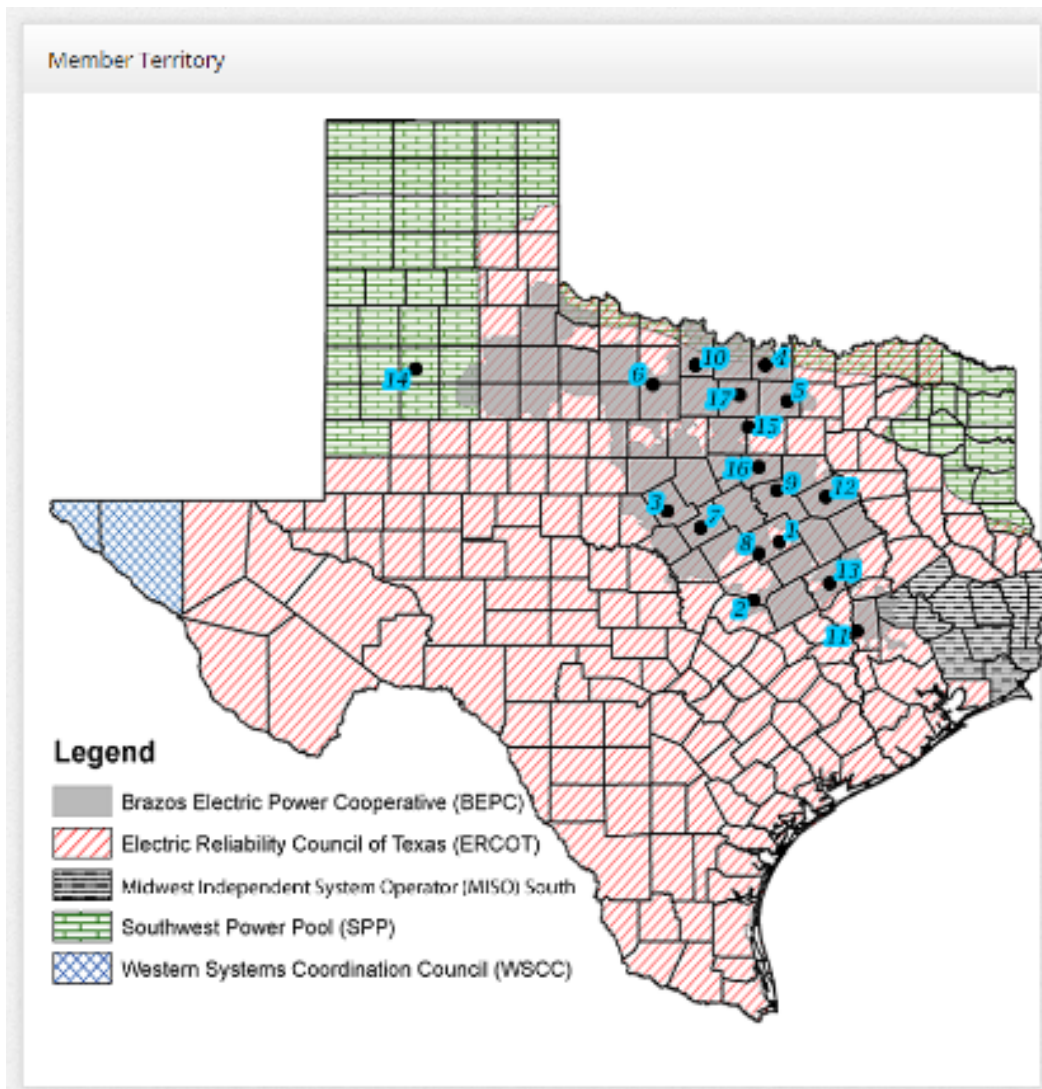 Member Territory
10
4
14
6
17
5
15
16
9
12
3
7
1
8
13
2
11
Legend
Brazos Electric Power Cooperative (BEPC)
Electric Reliability Council of Texas (ERCOT)
Midwest Independent System Operator (MISO) South
Southwest Power Pool (SPP)
Western Systems Coordination Council (WSCC)